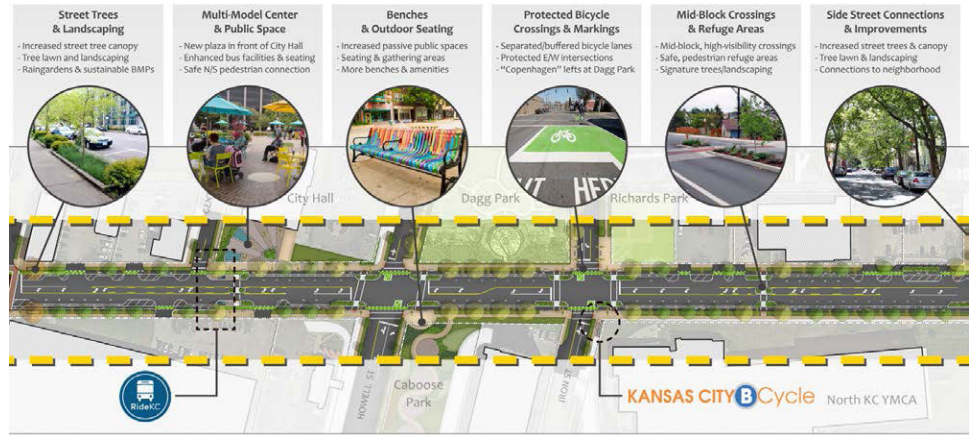 Street Trees
& Landscaping
- Increased street tree canopy
- Tree lawn and landscaping
- Raingardens & sustainable BMPs
Multi-Model Center
& Public Space
- New plaza in front of City Hall
- Enhanced bus facilities & seating
- Safe N/S pedestrian connection
Benches
& Outdoor Seating
- Increased passive public spaces
- Seating & gathering areas
- More benches & amenities
Protected Bicycle
Crossings & Markings
- Separated/buffered bicycle lanes
- Protected E/W intersections
- “Copenhagen” lefts at Dagg Park
Mid-Block Crossings
& Refuge Areas
- Mid-block, high-visibility crossings
- Safe, pedestrian refuge areas
- Signature trees/landscaping
Side Street Connections
& Improvements
- Increased street trees & canopy
- Tree lawn & landscaping
- Connections to neighborhood
City Hall
Dagg Park
Richards Park
HOWELL ST
Caboose
Park
IRON ST
RideKC
KANSAS CITY B Cycle
North KC YMCA